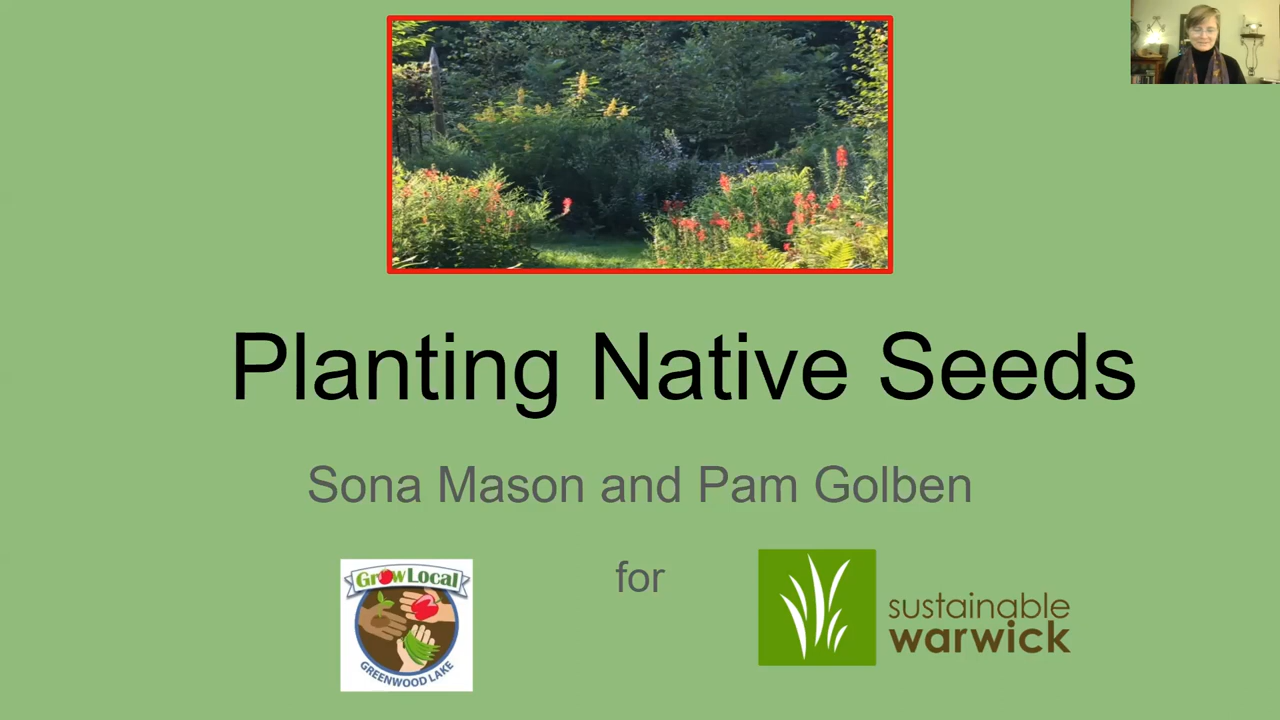 Planting Native Seeds
Sona Mason and Pam Golben
for
GrowLocal
GREENWOOD LAKE
sustainable
warwick